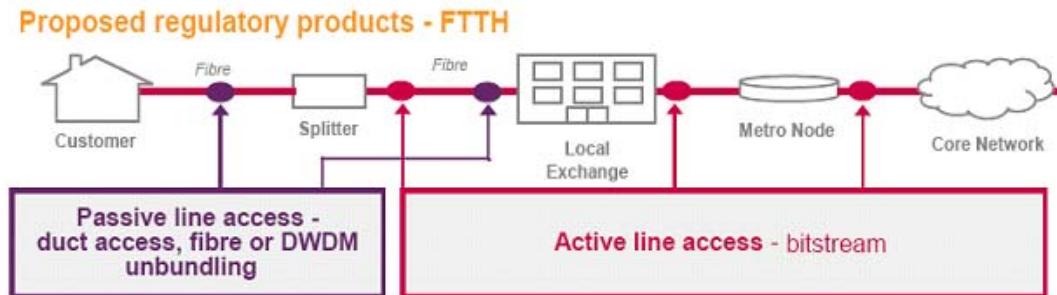 Proposed regulatory products - FTTH
Fibre
Fibre
Customer
Splitter
Local
Exchange
Metro Node
Core Network
Passive line access -
duct access, fibre or DWDM
unbundling
Active line access - bitstream